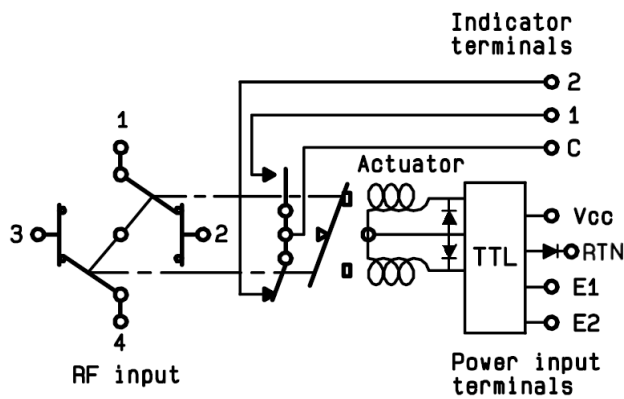 Indicator
terminals
2
1
C
1
Actuator
3
2
TTL
Vcc
RTN
E1
E2
4
RF input
Power input
terminals